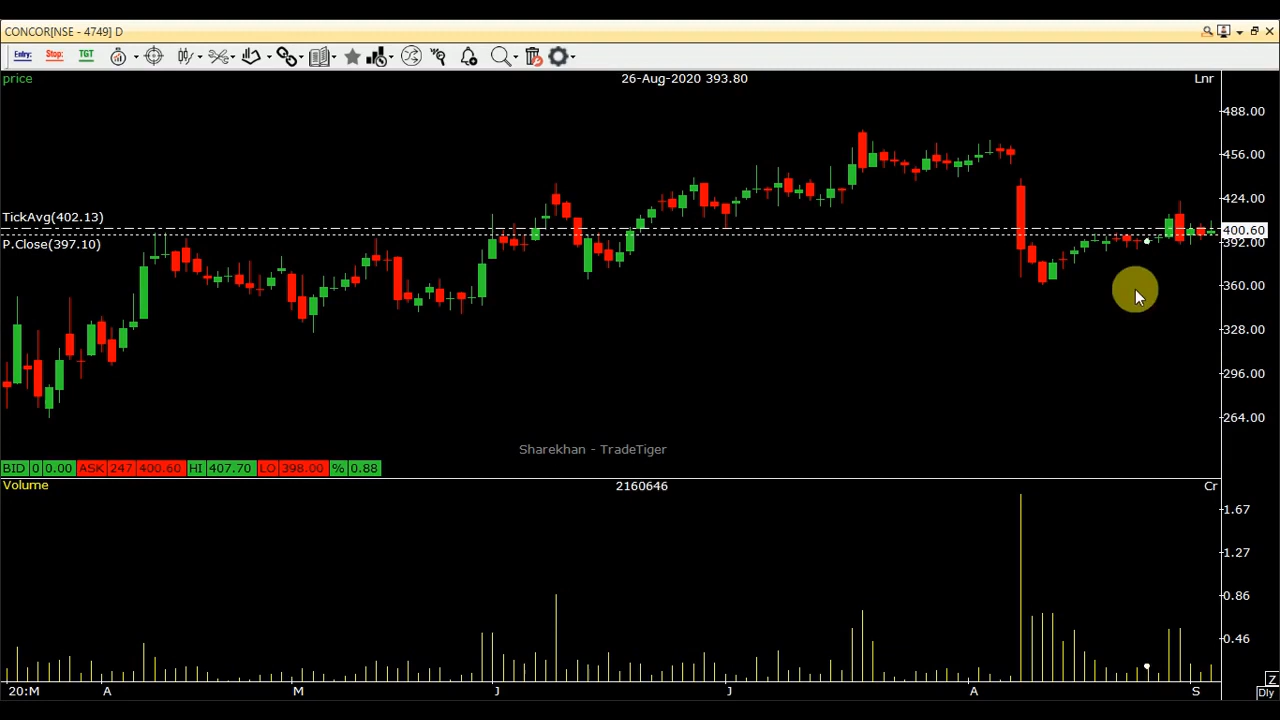 CONCOR[NSE - 4749] D
Entry: Stop: TGT
price 26-Aug-2020 393.80 Lnr
488.00
456.00
424.00
TickAvg(402.13)
400.60
P.Close(397.10) 392.00
360.00
328.00
296.00
264.00
Sharekhan - TradeTiger
BID 0 0.00 ASK 247 400.60 HI 407.70 LO 398.00 % 0.88
Volume 2160646 Cr
1.67
1.27
0.86
0.46
Z
20:M A M J J A S Dly